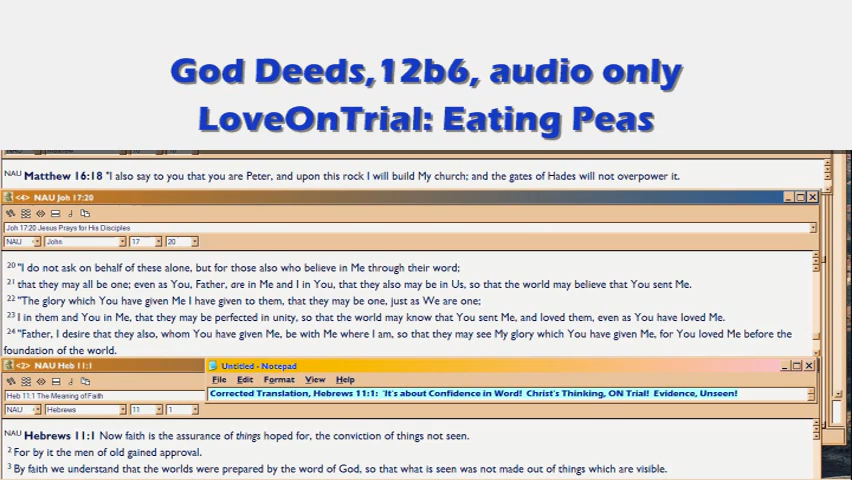 God Deeds,12b6, audio only
LoveOnTrial: Eating Peas
NAU Matthew 16:18 "I also say to you that you are Peter, and upon this rock I will build My church; and the gates of Hades will not overpower it.
<4> NAU Joh 17:20
Joh 17:20 Jesus Prays for His Disciples
NAU John 17 20
20 "I do not ask on behalf of these alone, but for those also who believe in Me through their word;
21 that they may all be one; even as You, Father, are in Me and I in You, that they also may be in Us, so that the world may believe that You sent Me.
22 "The glory which You have given Me I have given to them, that they may be one, just as We are one;
23 I in them and You in Me, that they may be perfected in unity, so that the world may know that You sent Me, and loved them, even as You have loved Me.
24 "Father, I desire that they also, whom You have given Me, be with Me where I am, so that they may see My glory which You have given Me, for You loved Me before the
foundation of the world.
<2> NAU Heb 11:1
Untitled - Notepad
File Edit Format View Help
Heb 11:1 The Meaning of Faith
Corrected Translation, Hebrews 11:1: 'It's about Confidence in Word! Christ's Thinking, ON Trial! Evidence, Unseen!
NAU Hebrews 11 1
NAU Hebrews 11:1 Now faith is the assurance of things hoped for, the conviction of things not seen.
2 For by it the men of old gained approval.
3 By faith we understand that the worlds were prepared by the word of God, so that what is seen was not made out of things which are visible.